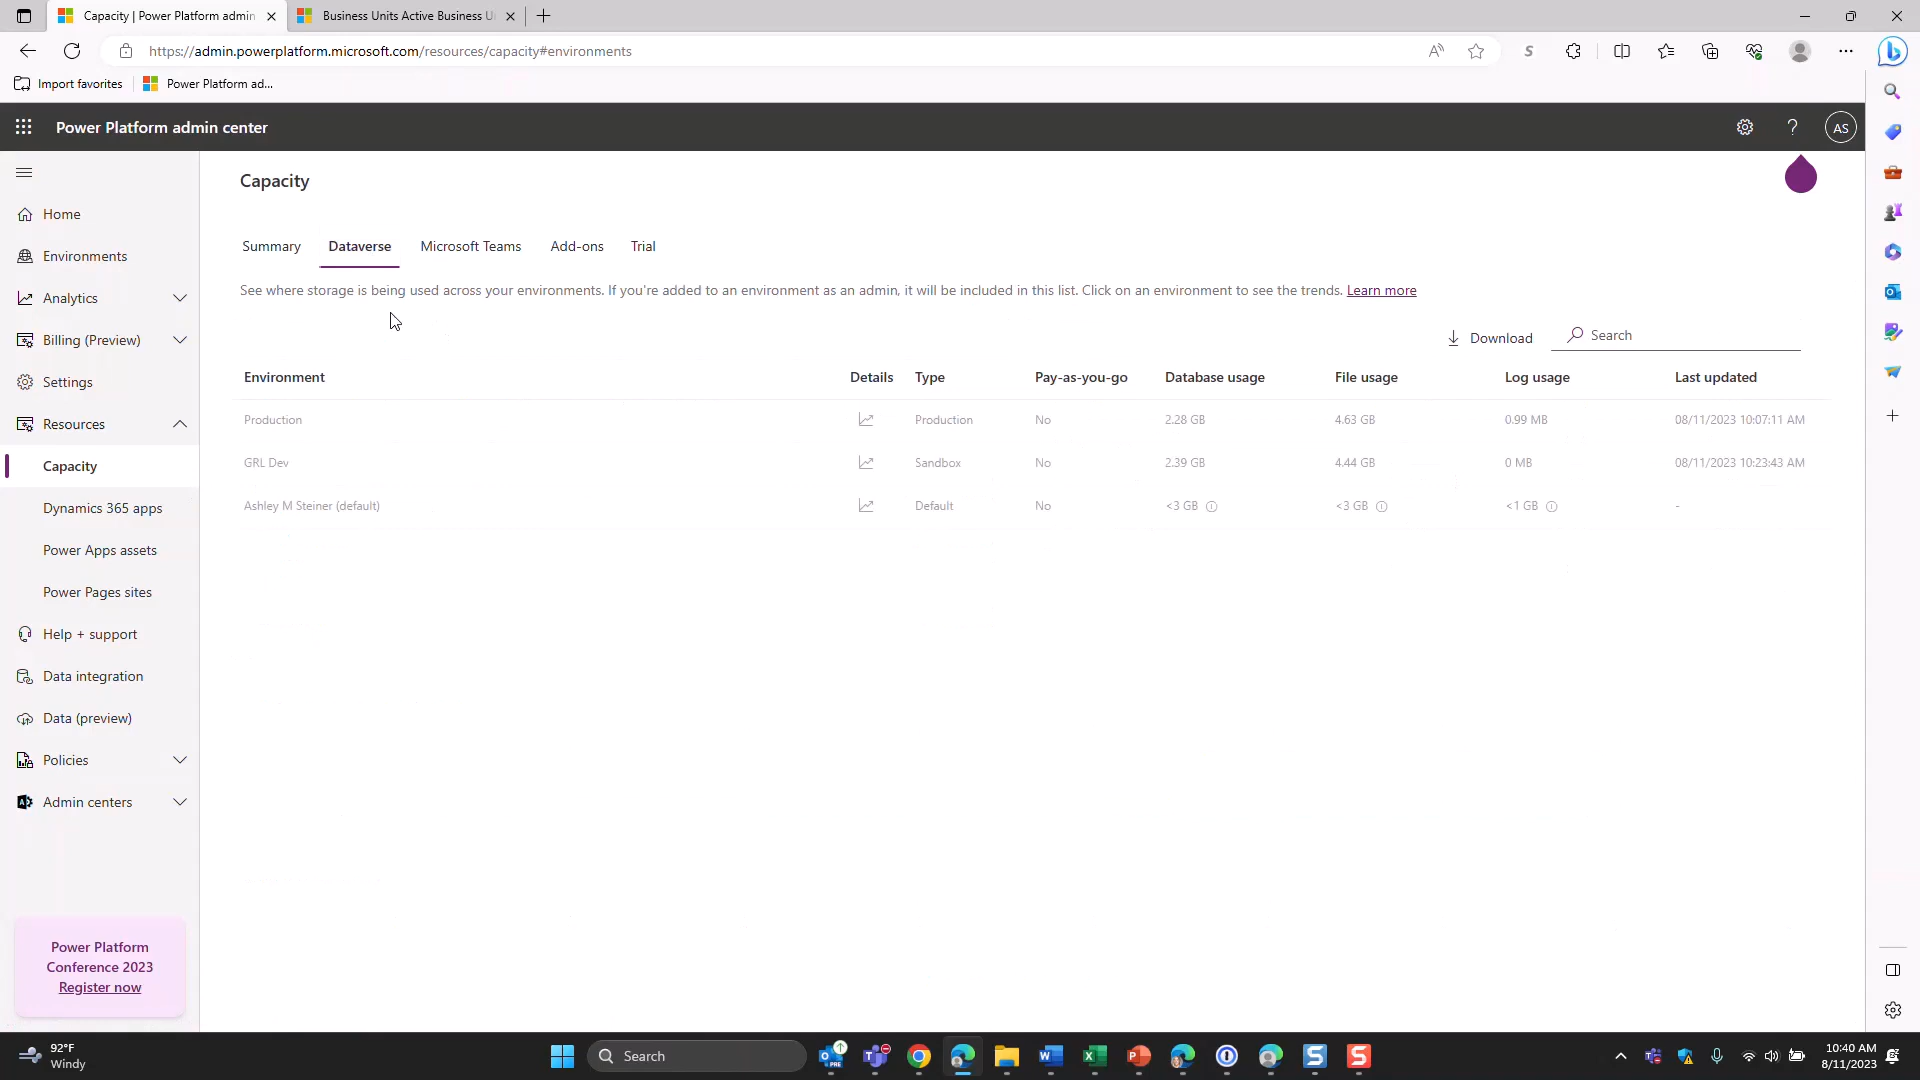 Capacity | Power Platform admin
Business Units Active Business U
https://admin.powerplatform.microsoft.com/resources/capacity#environments
Import favorites
Power Platform ad...
Power Platform admin center
AS
Home
Environments
Analytics
Billing (Preview)
Settings
Resources
Capacity
Dynamics 365 apps
Power Apps assets
Power Pages sites
Help + support
Data integration
Data (preview)
Policies
Admin centers
Power Platform
Conference 2023
Register now
Capacity
Summary Dataverse Microsoft Teams Add-ons Trial
See where storage is being used across your environments. If you're added to an environment as an admin, it will be included in this list. Click on an environment to see the trends. Learn more
Download Search
Environment Details Type Pay-as-you-go Database usage File usage Log usage Last updated
Production Production No 2.28 GB 4.63 GB 0.99 MB 08/11/2023 10:07:11 AM
GRL Dev Sandbox No 2.39 GB 4.44 GB 0 MB 08/11/2023 10:23:43 AM
Ashley M Steiner (default) Default No <3 GB <3 GB <1 GB -
92°F
Windy
Search
10:40 AM
8/11/2023